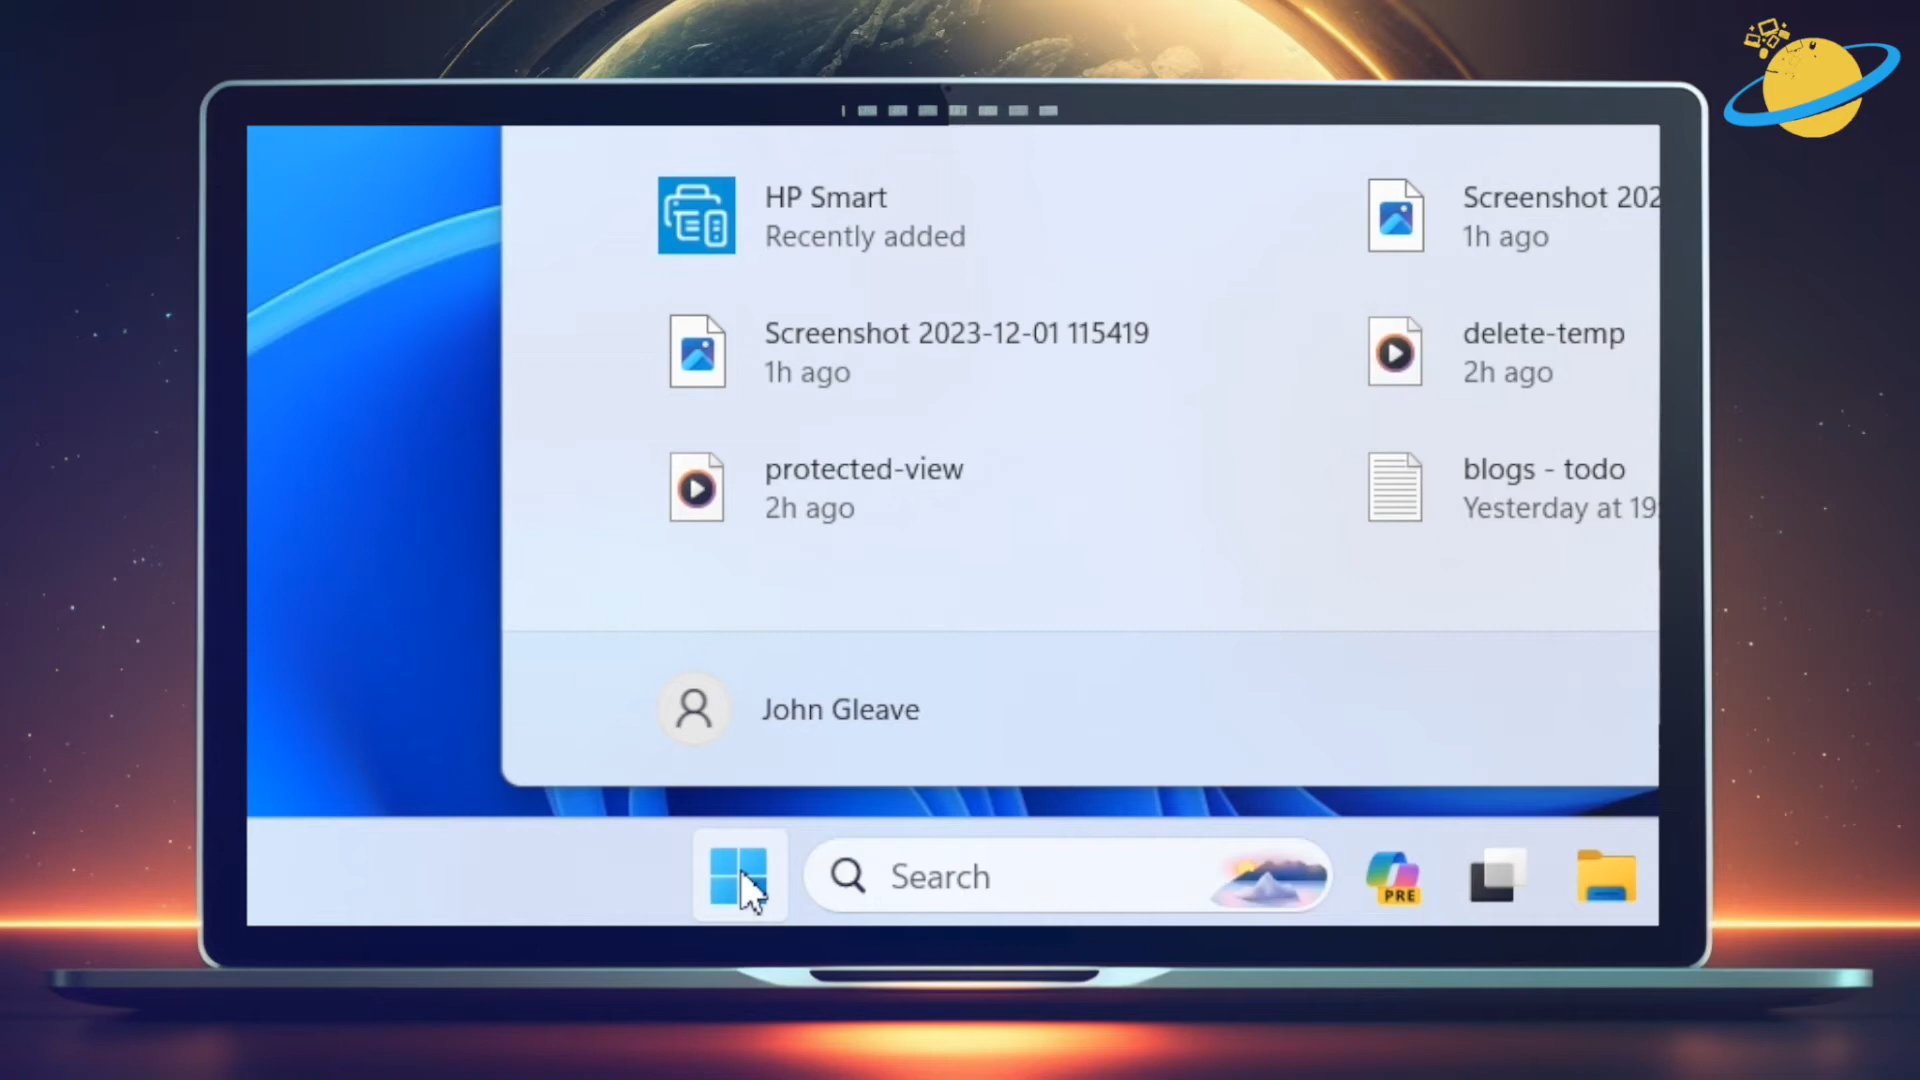 HP Smart
Recently added
Screenshot 202
1h ago
Screenshot 2023-12-01 115419
1h ago
delete-temp
2h ago
protected-view
2h ago
blogs - todo
Yesterday at 19:
John Gleave
Search
PRE